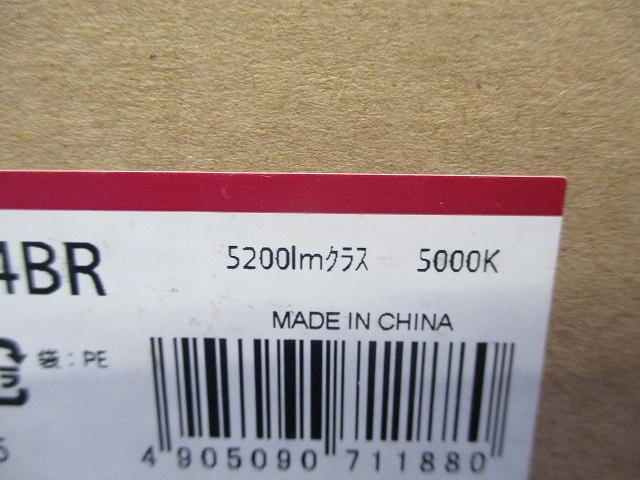 4BR
5200lmクラス 5000K
MADE IN CHINA
袋:PE
4 905090 711880